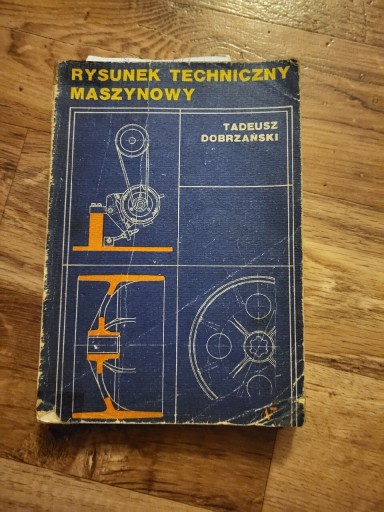 RYSUNEK TECHNICZNY
MASZYNOWY
TADEUSZ
DOBRZAŃSKI